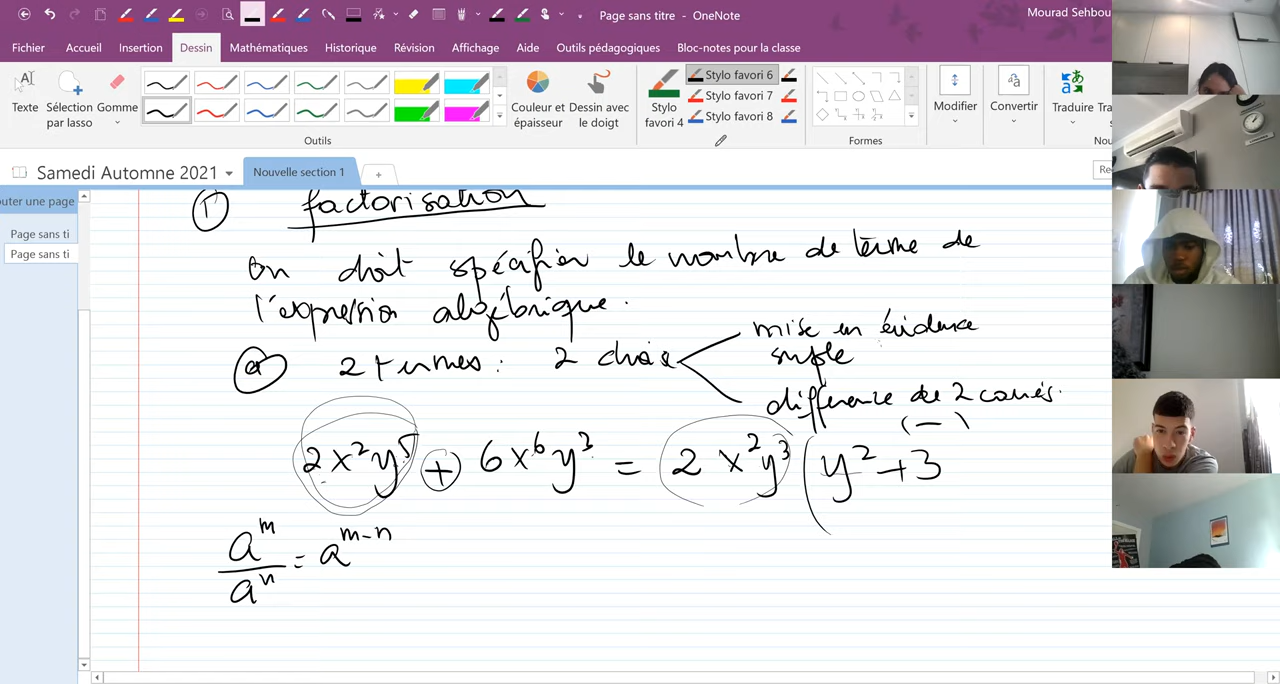 Page sans titre - OneNote
Mourad Sehbou
Fichier Accueil Insertion Dessin Mathématiques Historique Révision Affichage Aide Outils pédagogiques Bloc-notes pour la classe
Texte Sélection par lasso Gomme
Couleur et épaisseur
Dessin avec le doigt
Stylo favori 4
Stylo favori 6
Stylo favori 7
Stylo favori 8
Modifier
Convertir
Traduire
Outils
Formes
Samedi Automne 2021
Nouvelle section 1
outer une page
Page sans ti
Page sans ti
1 factorisation
on doit spécifier le nombre de terme de
l'expression algébrique.
a 2 termes : 2 choix
mise en évidence
simple
différence de 2 carrés.
(—)
2x²y⁵ + 6x⁶y³ = 2x²y³ (y² + 3
aᵐ/aⁿ = aᵐ⁻ⁿ